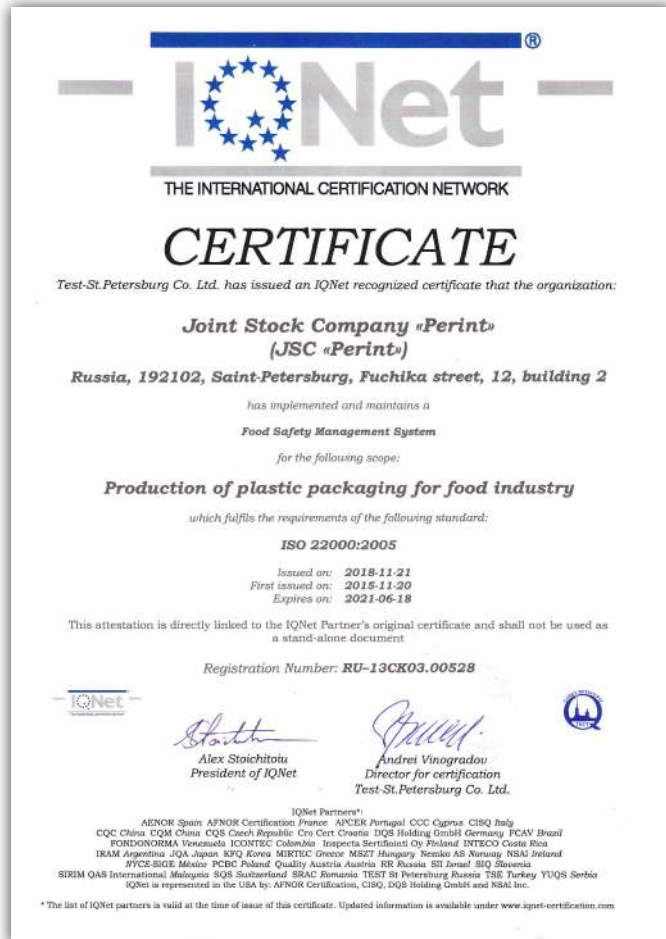 IQNet ®
THE INTERNATIONAL CERTIFICATION NETWORK
CERTIFICATE
Test-St.Petersburg Co. Ltd. has issued an IQNet recognized certificate that the organization:
Joint Stock Company «Perint»
(JSC «Perint»)
Russia, 192102, Saint-Petersburg, Fuchika street, 12, building 2
has implemented and maintains a
Food Safety Management System
for the following scope:
Production of plastic packaging for food industry
which fulfils the requirements of the following standard:
ISO 22000:2005
Issued on: 2018-11-21
First issued on: 2015-11-20
Expires on: 2021-06-18
This attestation is directly linked to the IQNet Partner's original certificate and shall not be used as
a stand-alone document
Registration Number: RU-13CK03.00528
IQNet
Alex Stoichitoiu
President of IQNet
Andrei Vinogradov
Director for certification
Test-St.Petersburg Co. Ltd.
IQNet Partners*:
AENOR Spain AFNOR Certification France APCER Portugal CCC Cyprus CISQ Italy
CQC China CQM China CQS Czech Republic Cro Cert Croatia DQS Holding GmbH Germany FCAV Brazil
FONDONORMA Venezuela ICONTEC Colombia Inspecta Sertifiointi Oy Finland INTECO Costa Rica
IRAM Argentina JQA Japan KFQ Korea MIRTEC Greece MSZT Hungary Nemko AS Norway NSAI Ireland
NYCE-SIGE México PCBC Poland Quality Austria Austria RR Russia SII Israel SIQ Slovenia
SIRIM QAS International Malaysia SQS Switzerland SRAC Romania TEST St Petersburg Russia TSE Turkey YUQS Serbia
IQNet is represented in the USA by: AFNOR Certification, CISQ, DQS Holding GmbH and NSAI Inc.
* The list of IQNet partners is valid at the time of issue of this certificate. Updated information is available under www.iqnet-certification.com